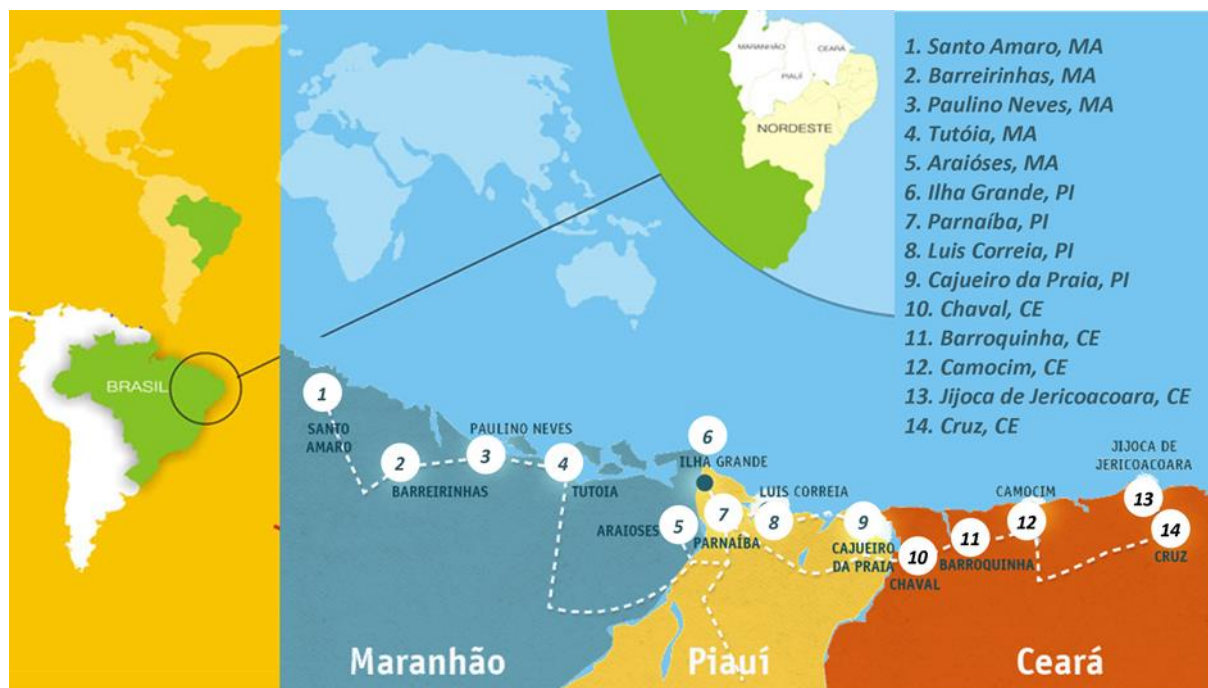 MARANHÃO
CEARÁ
PIAUÍ
NORDESTE
1. Santo Amaro, MA
2. Barreirinhas, MA
3. Paulino Neves, MA
4. Tutóia, MA
5. Araióses, MA
6. Ilha Grande, PI
7. Parnaíba, PI
8. Luis Correia, PI
9. Cajueiro da Praia, PI
10. Chaval, CE
11. Barroquinha, CE
12. Camocim, CE
13. Jijoca de Jericoacoara, CE
14. Cruz, CE
BRASIL
1
SANTO
AMARO
2
BARREIRINHAS
PAULINO NEVES
3
4
TUTOIA
ARAIOSES
5
6
ILHA GRANDE
7
PARNAÍBA
LUIS CORREIA
8
9
CAJUEIRO
DA PRAIA
10
CHAVAL
11
BARROQUINHA
CAMOCIM
12
JIJOCA DE
JERICOACOARA
13
14
CRUZ
Maranhão
Piauí
Ceará